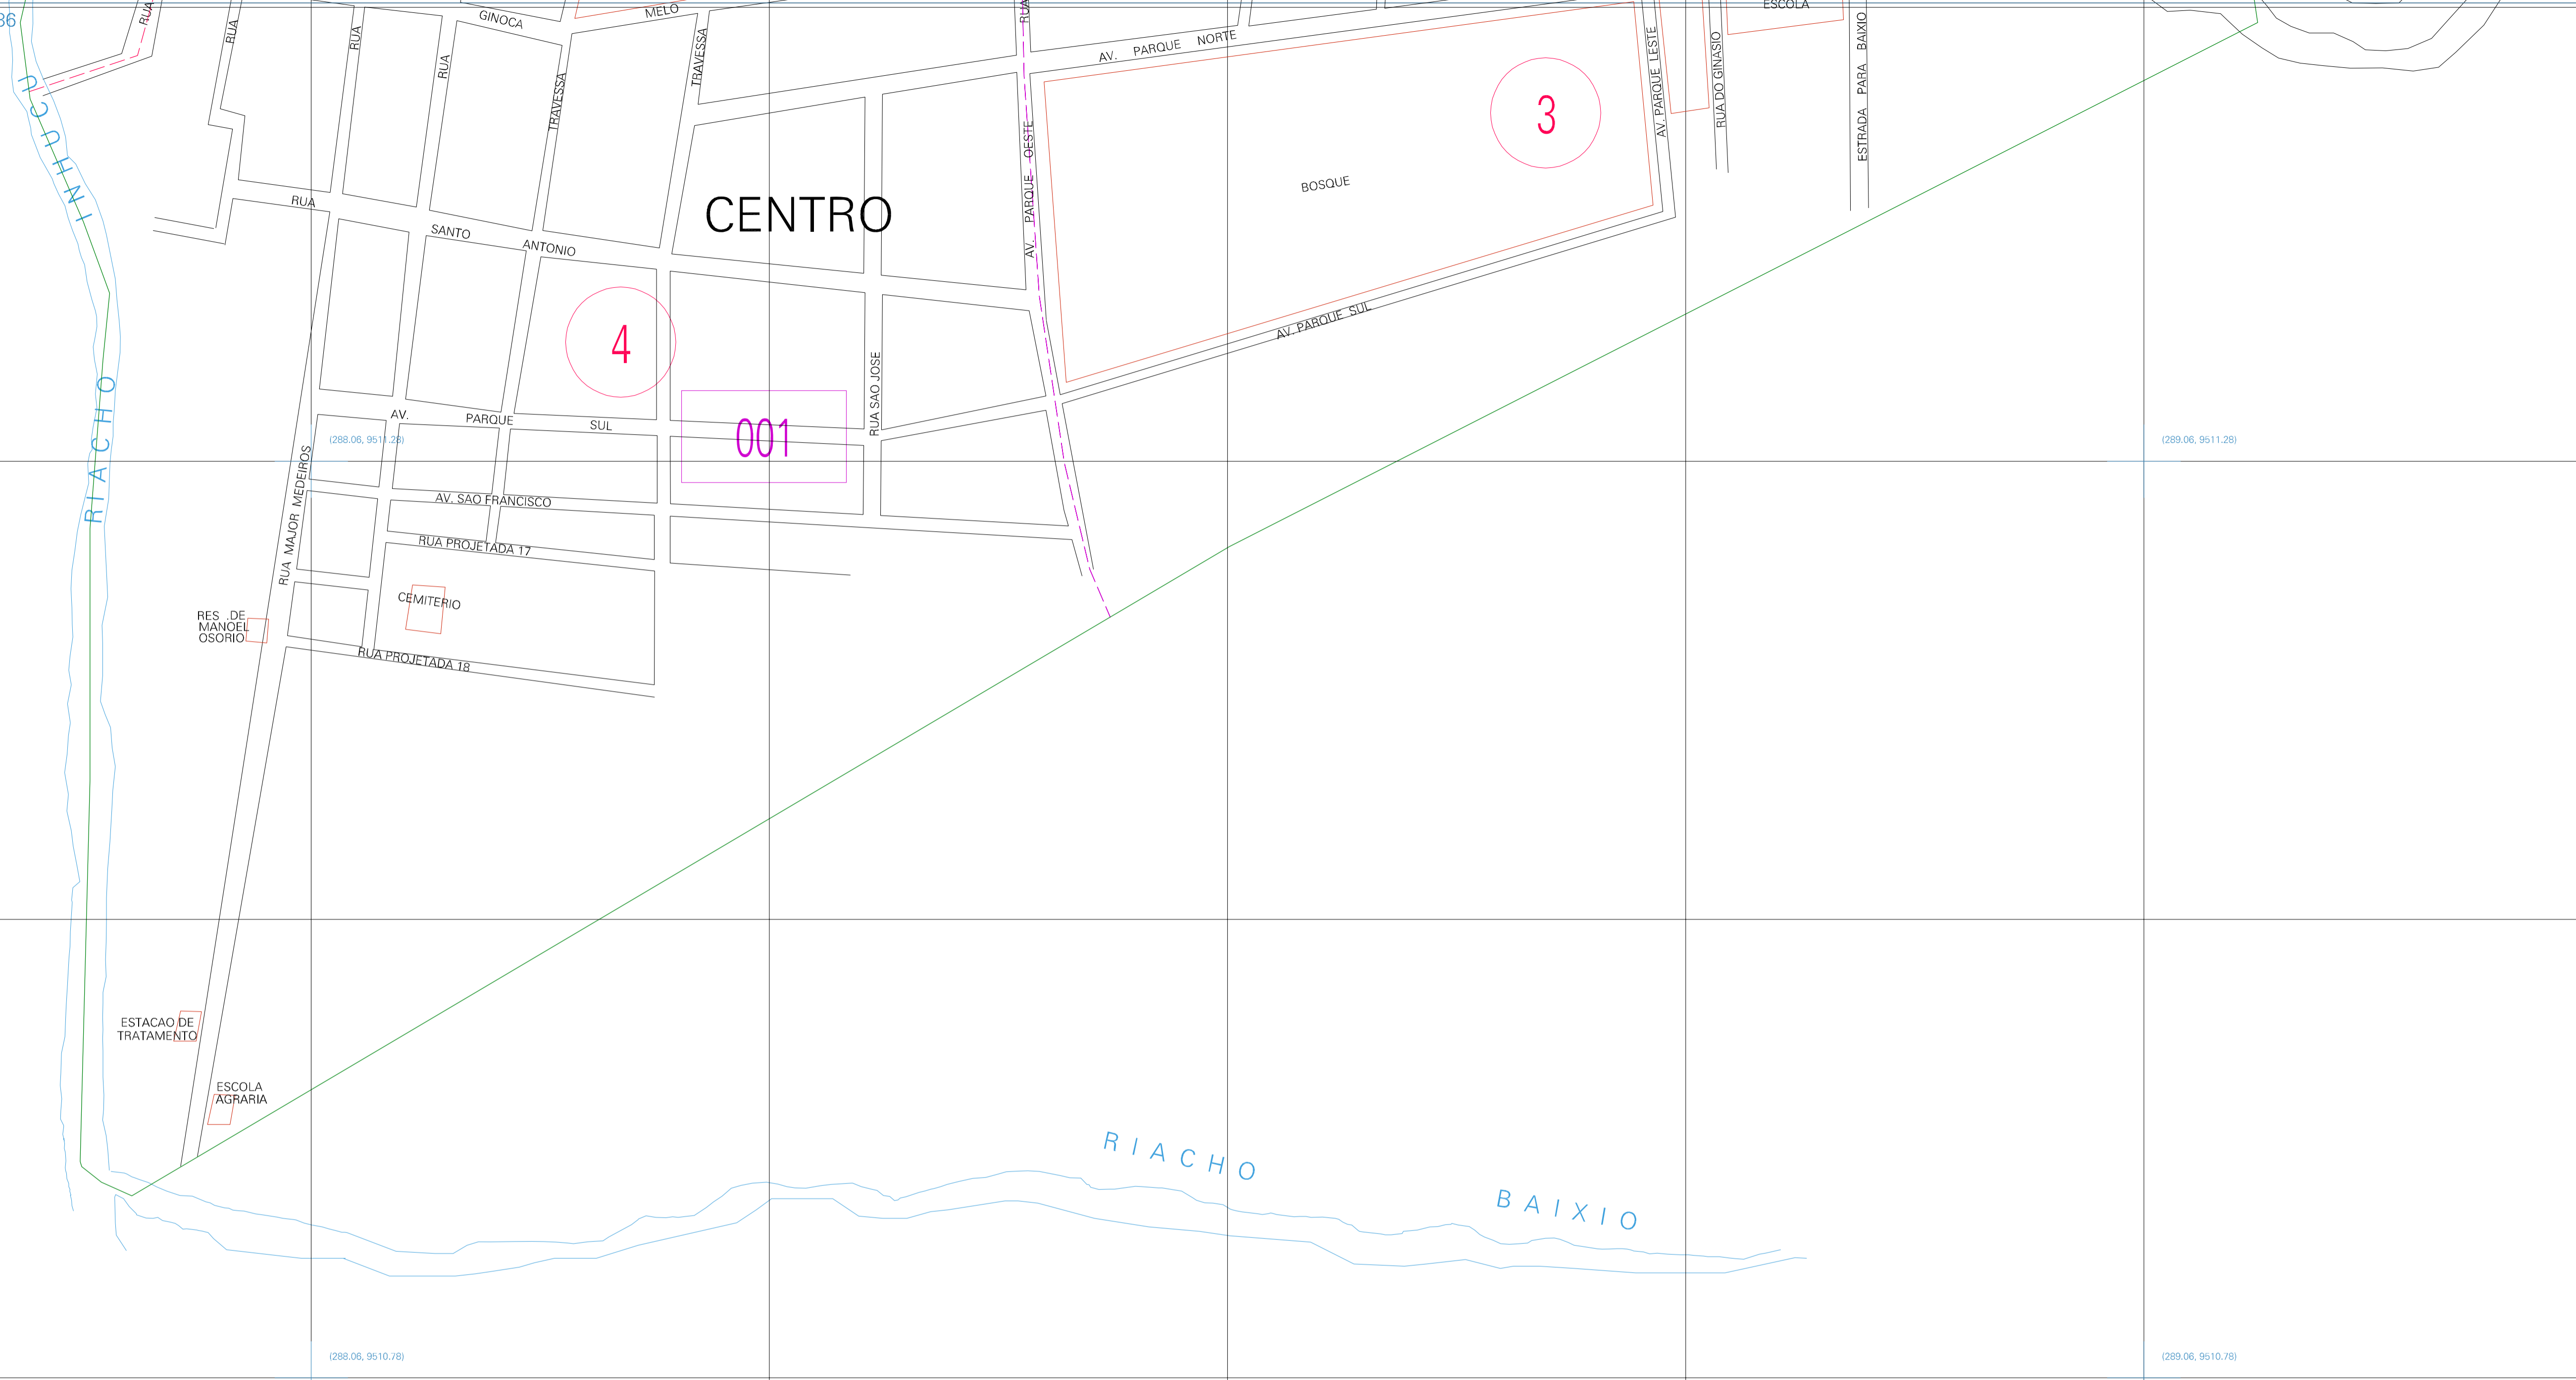 36
RUA
RUA
RUA
RUA
GINOCA
TRAVESSA
MELO
TRAVESSA
RUA
AV. PARQUE NORTE
AV. PARQUE LESTE
RUA DO GINASIO
ESCOLA
ESTRADA PARA BAIXIO
3
BOSQUE
AV. PARQUE OESTE
CENTRO
RUA SANTO ANTONIO
RIACHO INHUCU
4
AV. PARQUE SUL
RUA SAO JOSE
001
AV. PARQUE SUL
(288.06, 9511.28)
(289.06, 9511.28)
RUA MAJOR MEDEIROS
AV. SAO FRANCISCO
RUA PROJETADA 17
CEMITERIO
RES .DE
MANOEL
OSORIO
RUA PROJETADA 18
ESTACAO DE
TRATAMENTO
ESCOLA
AGRARIA
RIACHO BAIXIO
(288.06, 9510.78)
(289.06, 9510.78)